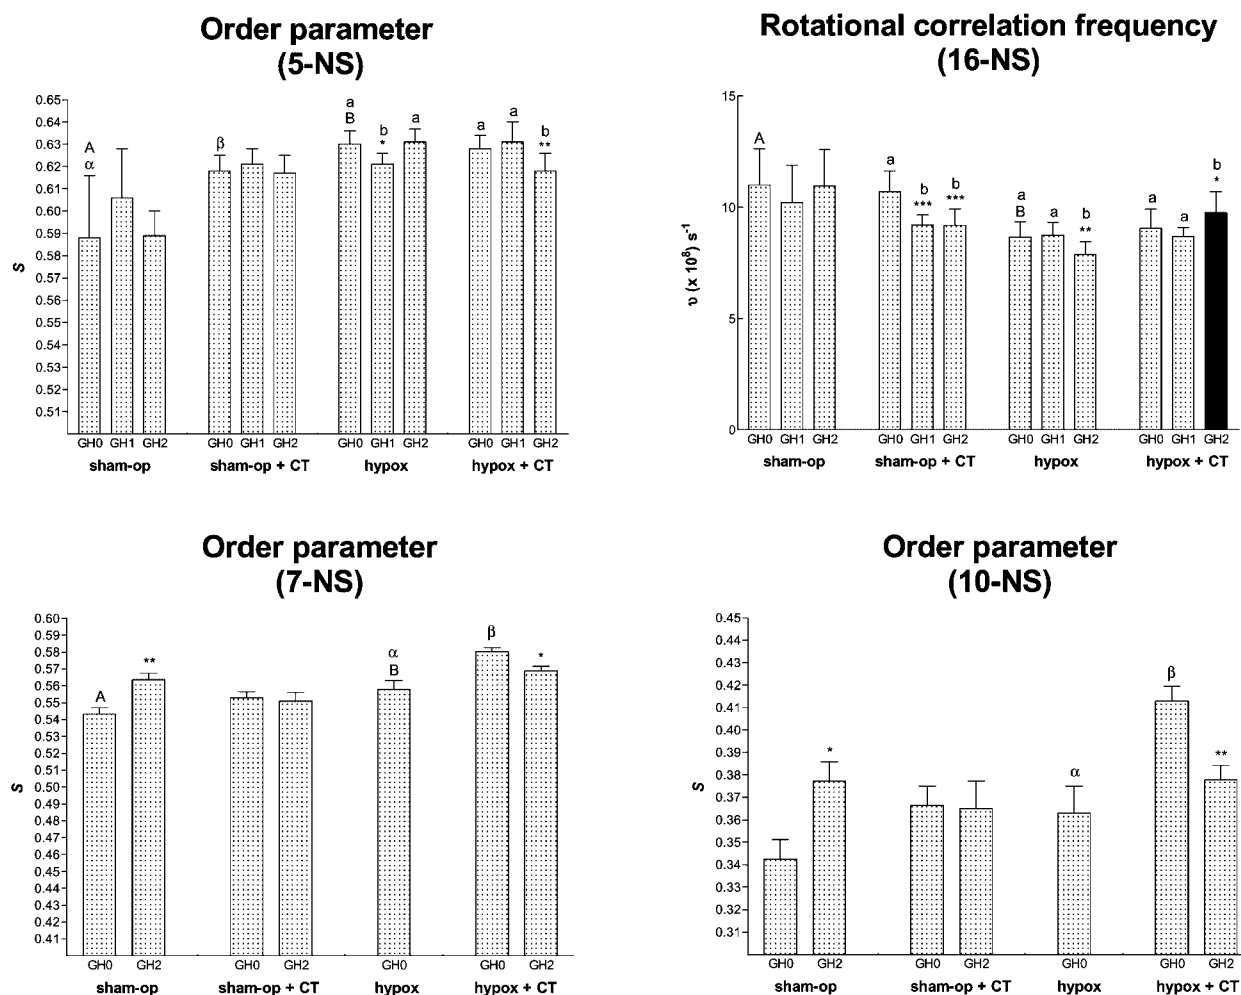 Order parameter
(5-NS)
0.65
0.64
0.63
0.62
0.61
0.60
0.59
0.58
0.57
0.56
0.55
0.54
0.53
0.52
0.51
S
A
α
β
a
B
b
*
a
a
a
b
**
GH0 GH1 GH2 GH0 GH1 GH2 GH0 GH1 GH2 GH0 GH1 GH2
sham-op sham-op + CT hypox hypox + CT
Rotational correlation frequency
(16-NS)
15
10
5
0
υ (x 10⁸) s⁻¹
A
a
b
***
b
***
a
B
a
b
**
a
a
b
*
GH0 GH1 GH2 GH0 GH1 GH2 GH0 GH1 GH2 GH0 GH1 GH2
sham-op sham-op + CT hypox hypox + CT
Order parameter
(7-NS)
0.60
0.59
0.58
0.57
0.56
0.55
0.54
0.53
0.52
0.51
0.50
0.49
0.48
0.47
0.46
0.45
0.44
0.43
0.42
0.41
S
A
**
α
B
β
*
GH0 GH2 GH0 GH2 GH0 GH0 GH2
sham-op sham-op + CT hypox hypox + CT
Order parameter
(10-NS)
0.45
0.44
0.43
0.42
0.41
0.40
0.39
0.38
0.37
0.36
0.35
0.34
0.33
0.32
0.31
S
*
α
β
**
GH0 GH2 GH0 GH2 GH0 GH0 GH2
sham-op sham-op + CT hypox hypox + CT